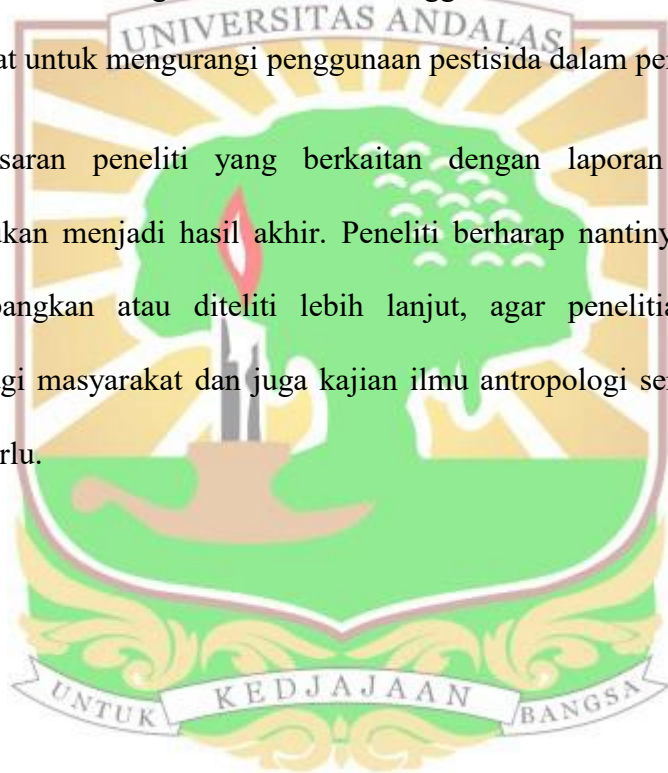 UNIVERSITAS ANDALAS
at untuk mengurangi penggunaan pestisida dalam per
saran peneliti yang berkaitan dengan laporan
kan menjadi hasil akhir. Peneliti berharap nantiny
bangkan atau diteliti lebih lanjut, agar peneliti
gi masyarakat dan juga kajian ilmu antropologi se
rlu.
UNTUK KEDJAJAAN BANGSA